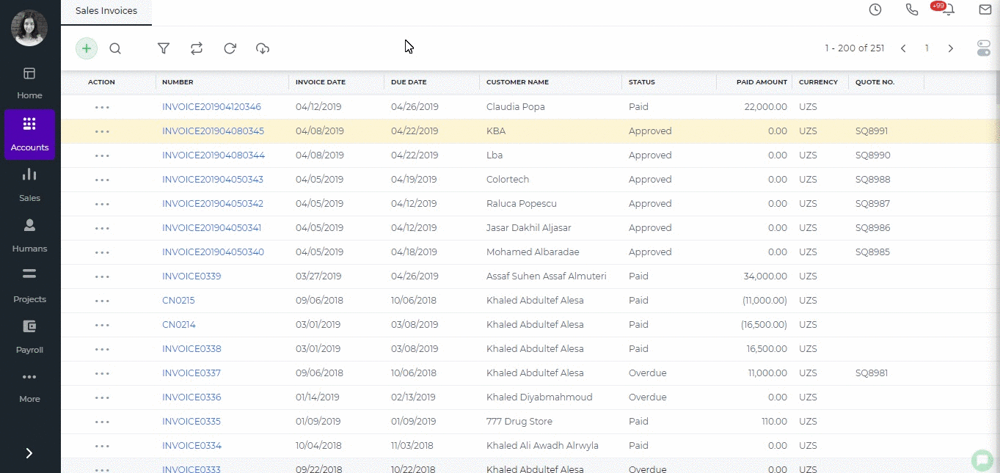 Sales Invoices
+99
1 - 200 of 251 1
Home
Accounts
Sales
Humans
Projects
Payroll
More
ACTION NUMBER INVOICE DATE DUE DATE CUSTOMER NAME STATUS PAID AMOUNT CURRENCY QUOTE NO.
INVOICE201904120346 04/12/2019 04/26/2019 Claudia Popa Paid 22,000.00 UZS
INVOICE201904080345 04/08/2019 04/22/2019 KBA Approved 0.00 UZS SQ8991
INVOICE201904080344 04/08/2019 04/22/2019 Lba Approved 0.00 UZS SQ8990
INVOICE201904050343 04/05/2019 04/19/2019 Colortech Approved 0.00 UZS SQ8988
INVOICE201904050342 04/05/2019 04/12/2019 Raluca Popescu Approved 0.00 UZS SQ8987
INVOICE201904050341 04/05/2019 04/12/2019 Jasar Dakhil Aljasar Approved 0.00 UZS SQ8986
INVOICE201904050340 04/05/2019 04/18/2019 Mohamed Albaradae Approved 0.00 UZS SQ8985
INVOICE0339 03/27/2019 04/26/2019 Assaf Suhen Assaf Almuteri Paid 34,000.00 UZS
CN0215 09/06/2018 10/06/2018 Khaled Abdultef Alesa Paid (11,000.00) UZS
CN0214 03/01/2019 03/08/2019 Khaled Abdultef Alesa Paid (16,500.00) UZS
INVOICE0338 03/01/2019 03/08/2019 Khaled Abdultef Alesa Paid 16,500.00 UZS
INVOICE0337 09/06/2018 10/06/2018 Khaled Abdultef Alesa Overdue 11,000.00 UZS SQ8981
INVOICE0336 01/14/2019 02/13/2019 Khaled Diyabmahmoud Overdue 0.00 UZS
INVOICE0335 01/09/2019 01/09/2019 777 Drug Store Paid 110.00 UZS
INVOICE0334 10/04/2018 11/03/2018 Khaled Ali Awadh Alrwyla Paid 0.00 UZS
INVOICE0333 09/22/2018 10/22/2018 Khaled Abdultef Alesa Overdue 0.00 UZS